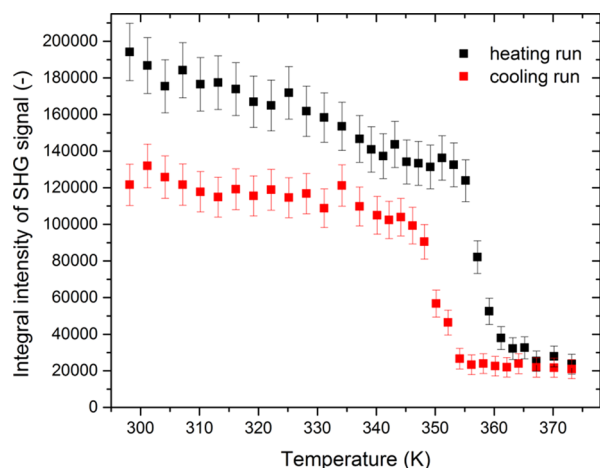 200000
180000
160000
140000
120000
100000
80000
60000
40000
20000
0
Integral intensity of SHG signal (-)
heating run
cooling run
300 310 320 330 340 350 360 370
Temperature (K)